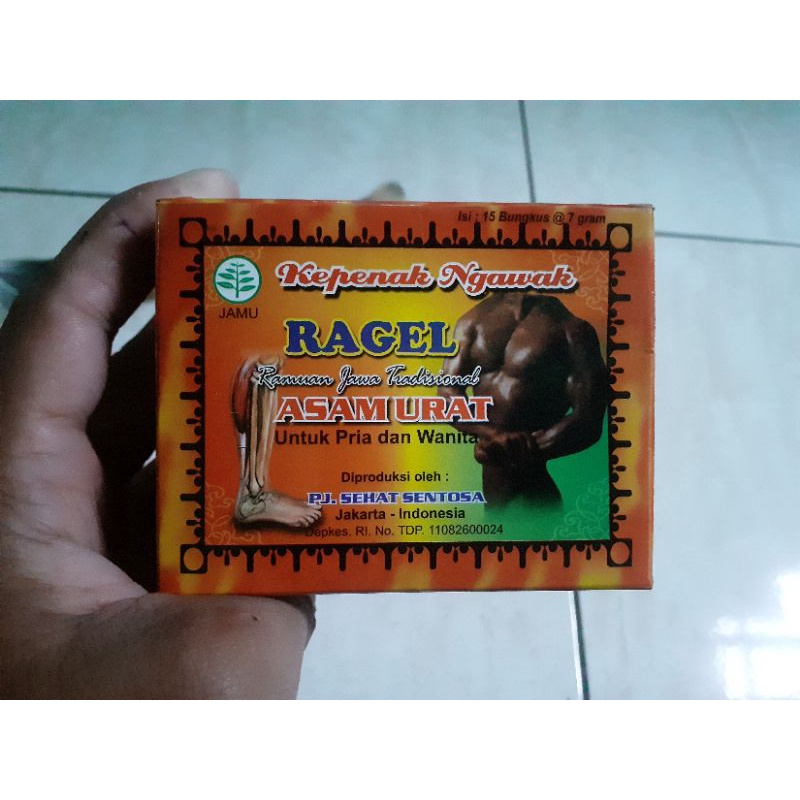 Isi : 15 Bungkus @ 7 gram
Kepenak Ngawak
JAMU
RAGEL
Ramuan Jawa Tradisional
ASAM URAT
Untuk Pria dan Wanita
Diproduksi oleh :
PJ. SEHAT SENTOSA
Jakarta - Indonesia
Depkes. RI. No. TDP. 11082600024